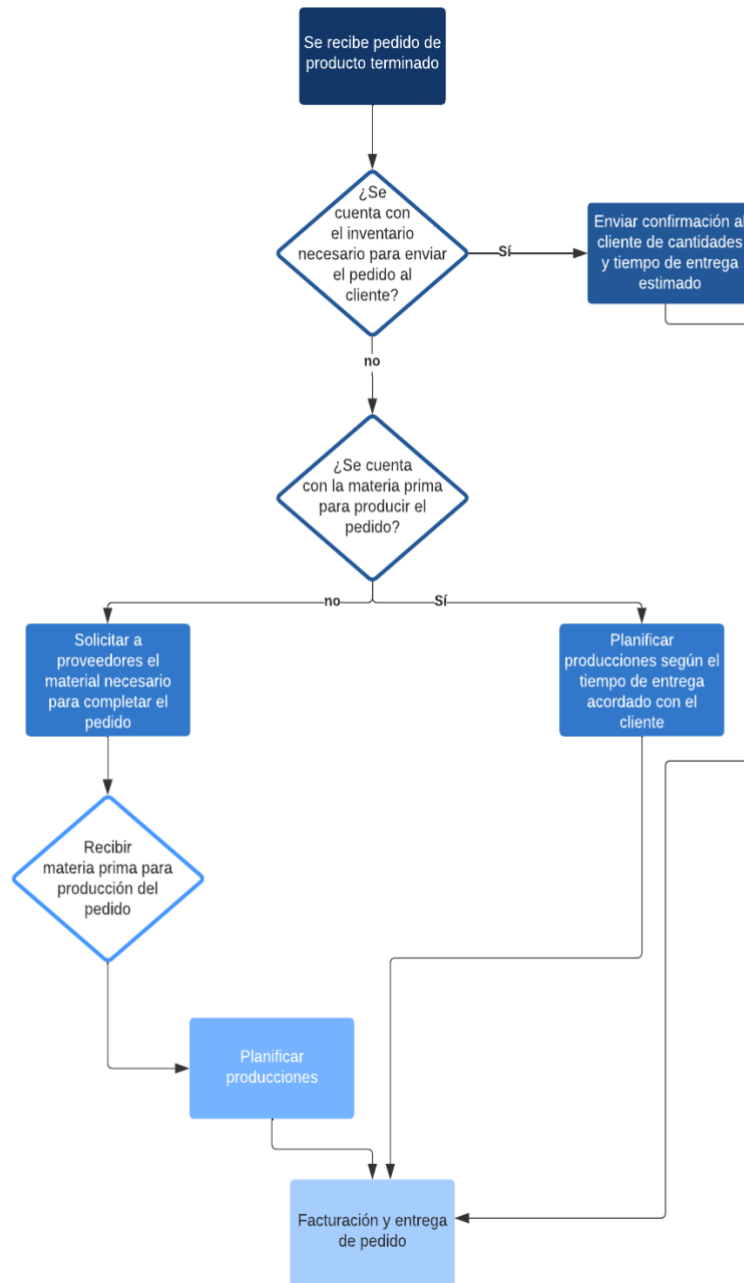 Se recibe pedido de
producto terminado
¿Se
cuenta con
el inventario
necesario para enviar
el pedido al
cliente?
Sí
Enviar confirmación al
cliente de cantidades
y tiempo de entrega
estimado
no
¿Se cuenta
con la materia prima
para producir el
pedido?
no
Sí
Solicitar a
proveedores el
material necesario
para completar el
pedido
Planificar
producciones según el
tiempo de entrega
acordado con el
cliente
Recibir
materia prima para
producción del
pedido
Planificar
producciones
Facturación y entrega
de pedido